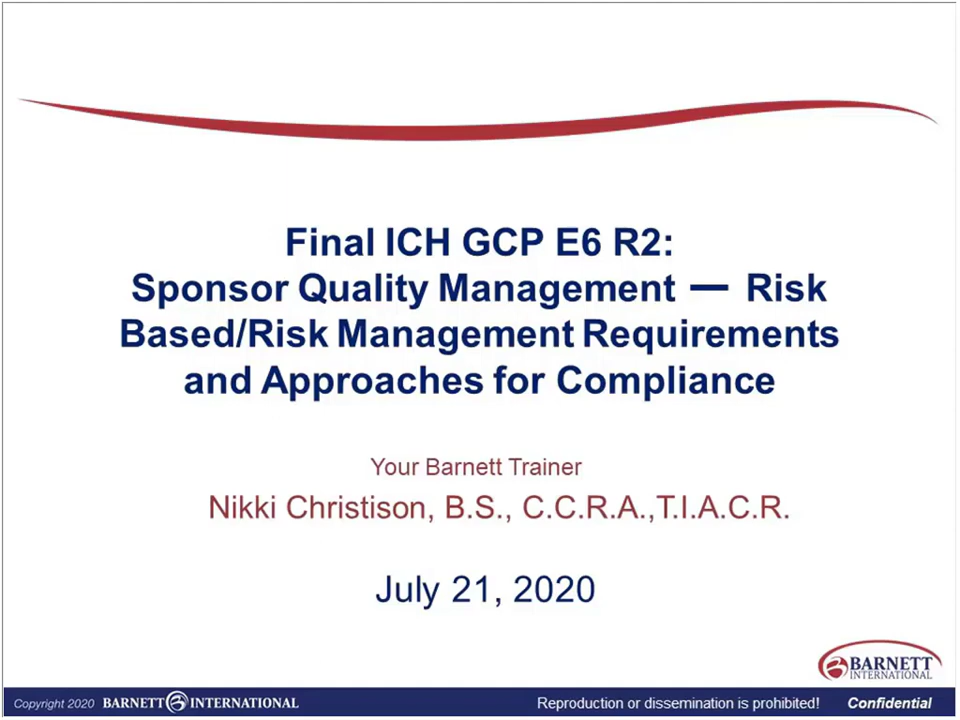 Final ICH GCP E6 R2:
Sponsor Quality Management — Risk
Based/Risk Management Requirements
and Approaches for Compliance
Your Barnett Trainer
Nikki Christison, B.S., C.C.R.A.,T.I.A.C.R.
July 21, 2020
BARNETT
INTERNATIONAL
Copyright 2020 BARNETT INTERNATIONAL Reproduction or dissemination is prohibited! Confidential